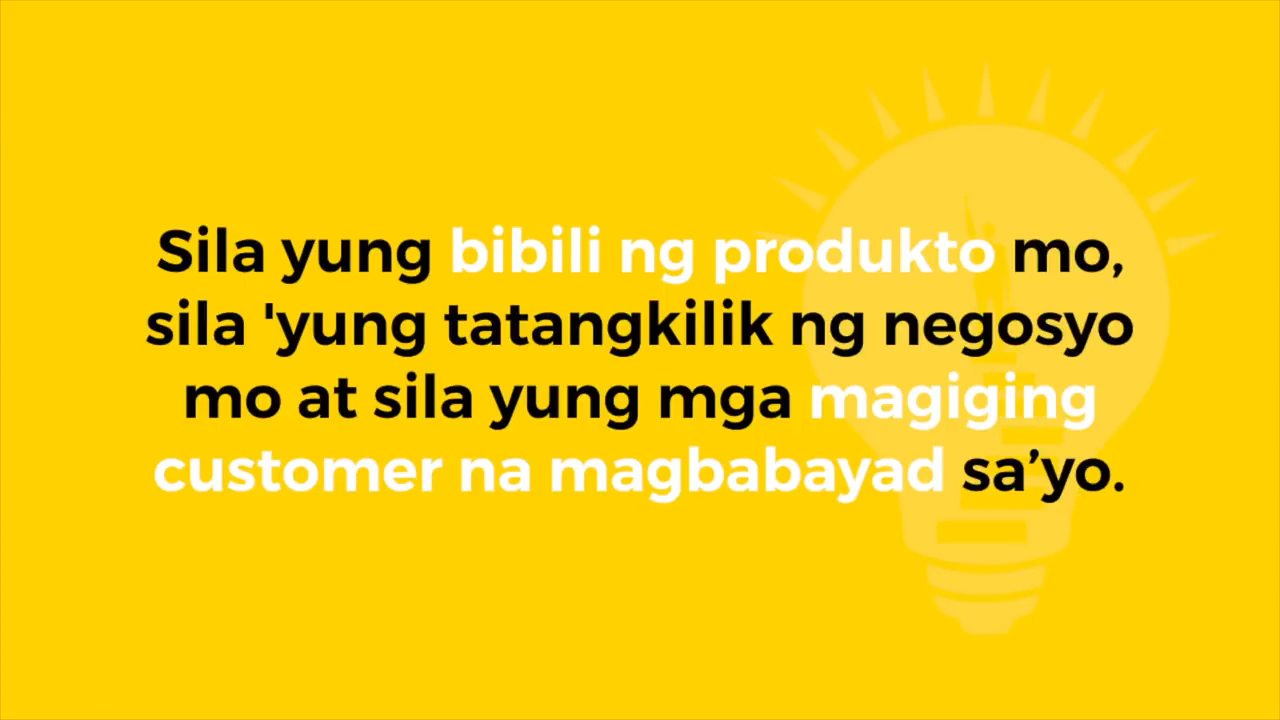 Sila yung bibili ng produkto mo,
sila 'yung tatangkilik ng negosyo
mo at sila yung mga magiging
customer na magbabayad sa’yo.